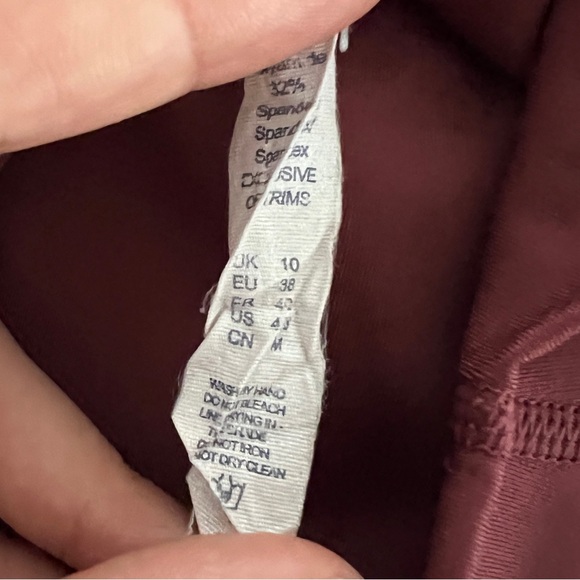 32%
Spandex
Spandex
Spandex
EXCLUSIVE
OF TRIMS
UK 10
EU 38
FR 40
US
CN M
WASH BY HAND
DO NOT BLEACH
LINE DRYING IN
THE SHADE
DO NOT IRON
NOT DRY CLEAN